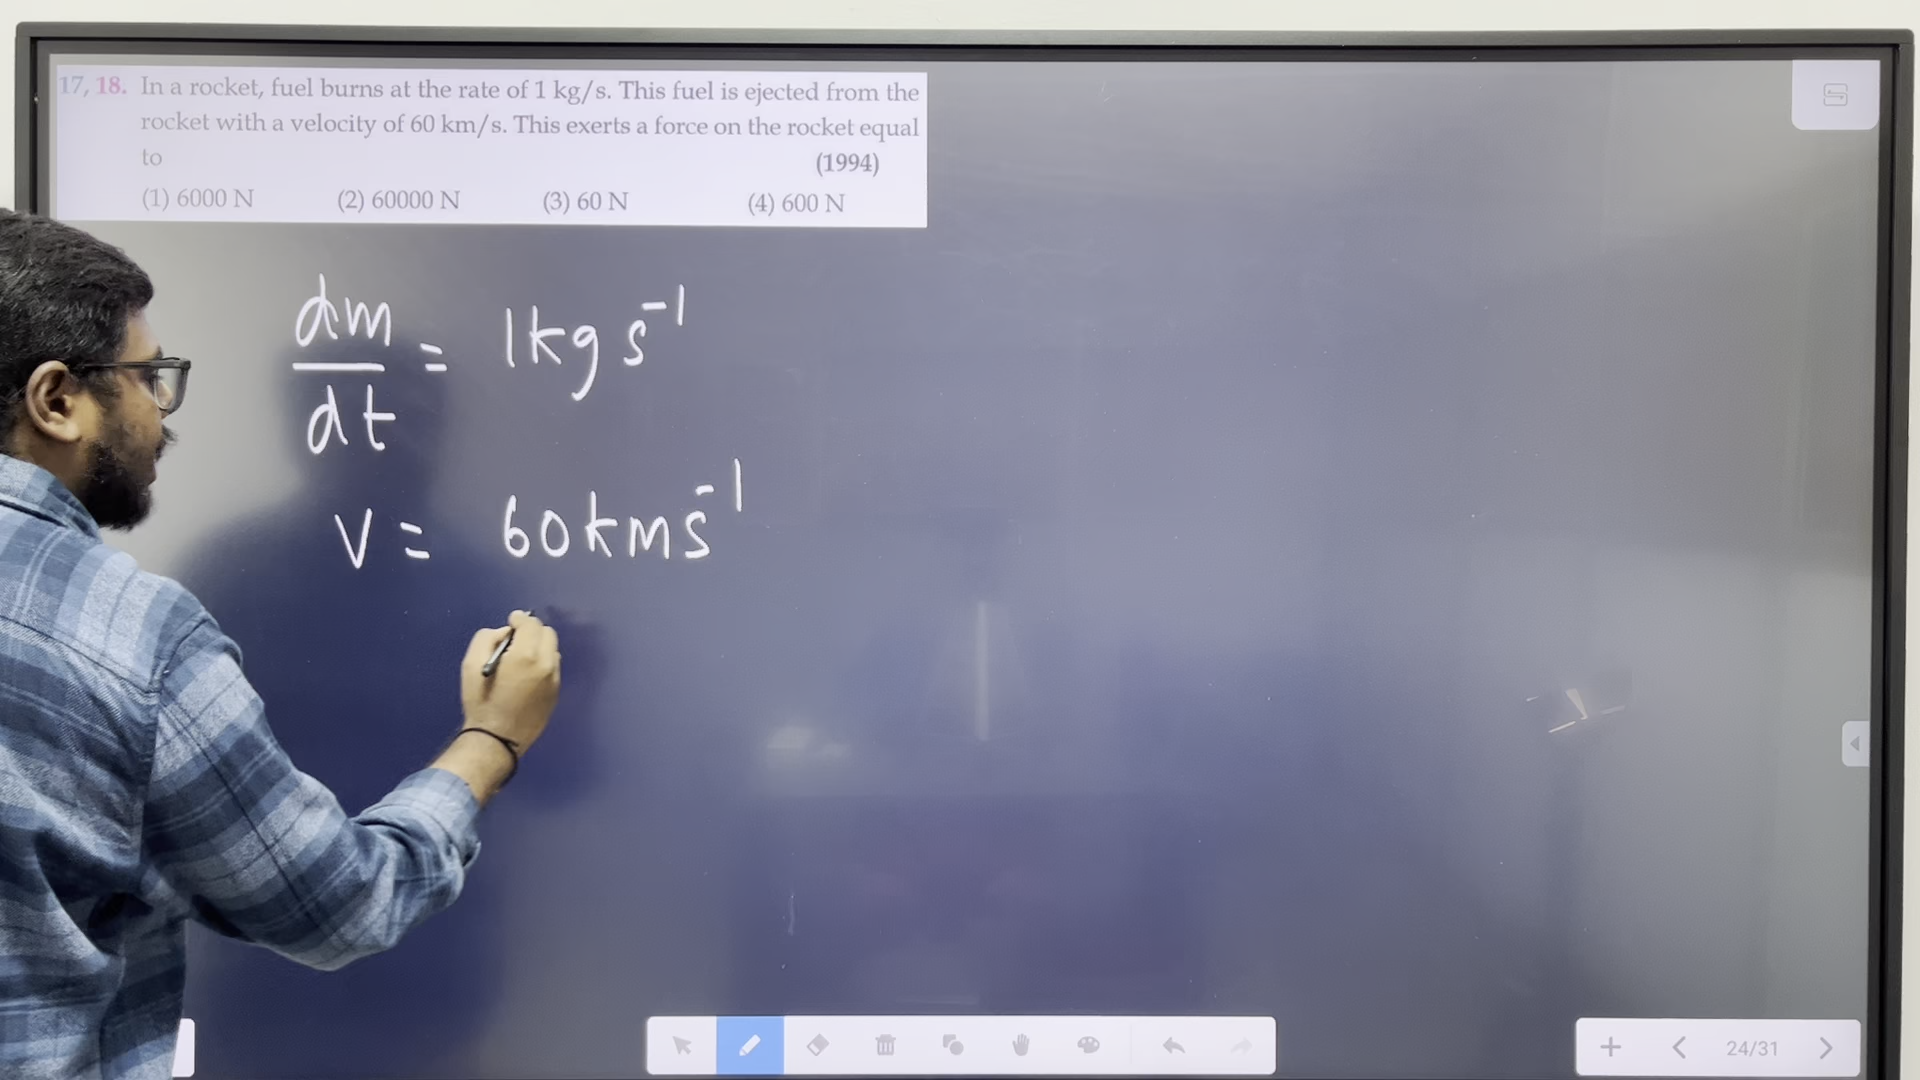 17, 18. In a rocket, fuel burns at the rate of 1 kg/s. This fuel is ejected from the
rocket with a velocity of 60 km/s. This exerts a force on the rocket equal
to (1994)
(1) 6000 N (2) 60000 N (3) 60 N (4) 600 N
dm/dt = 1kg s⁻¹
v = 60kms⁻¹
24/31